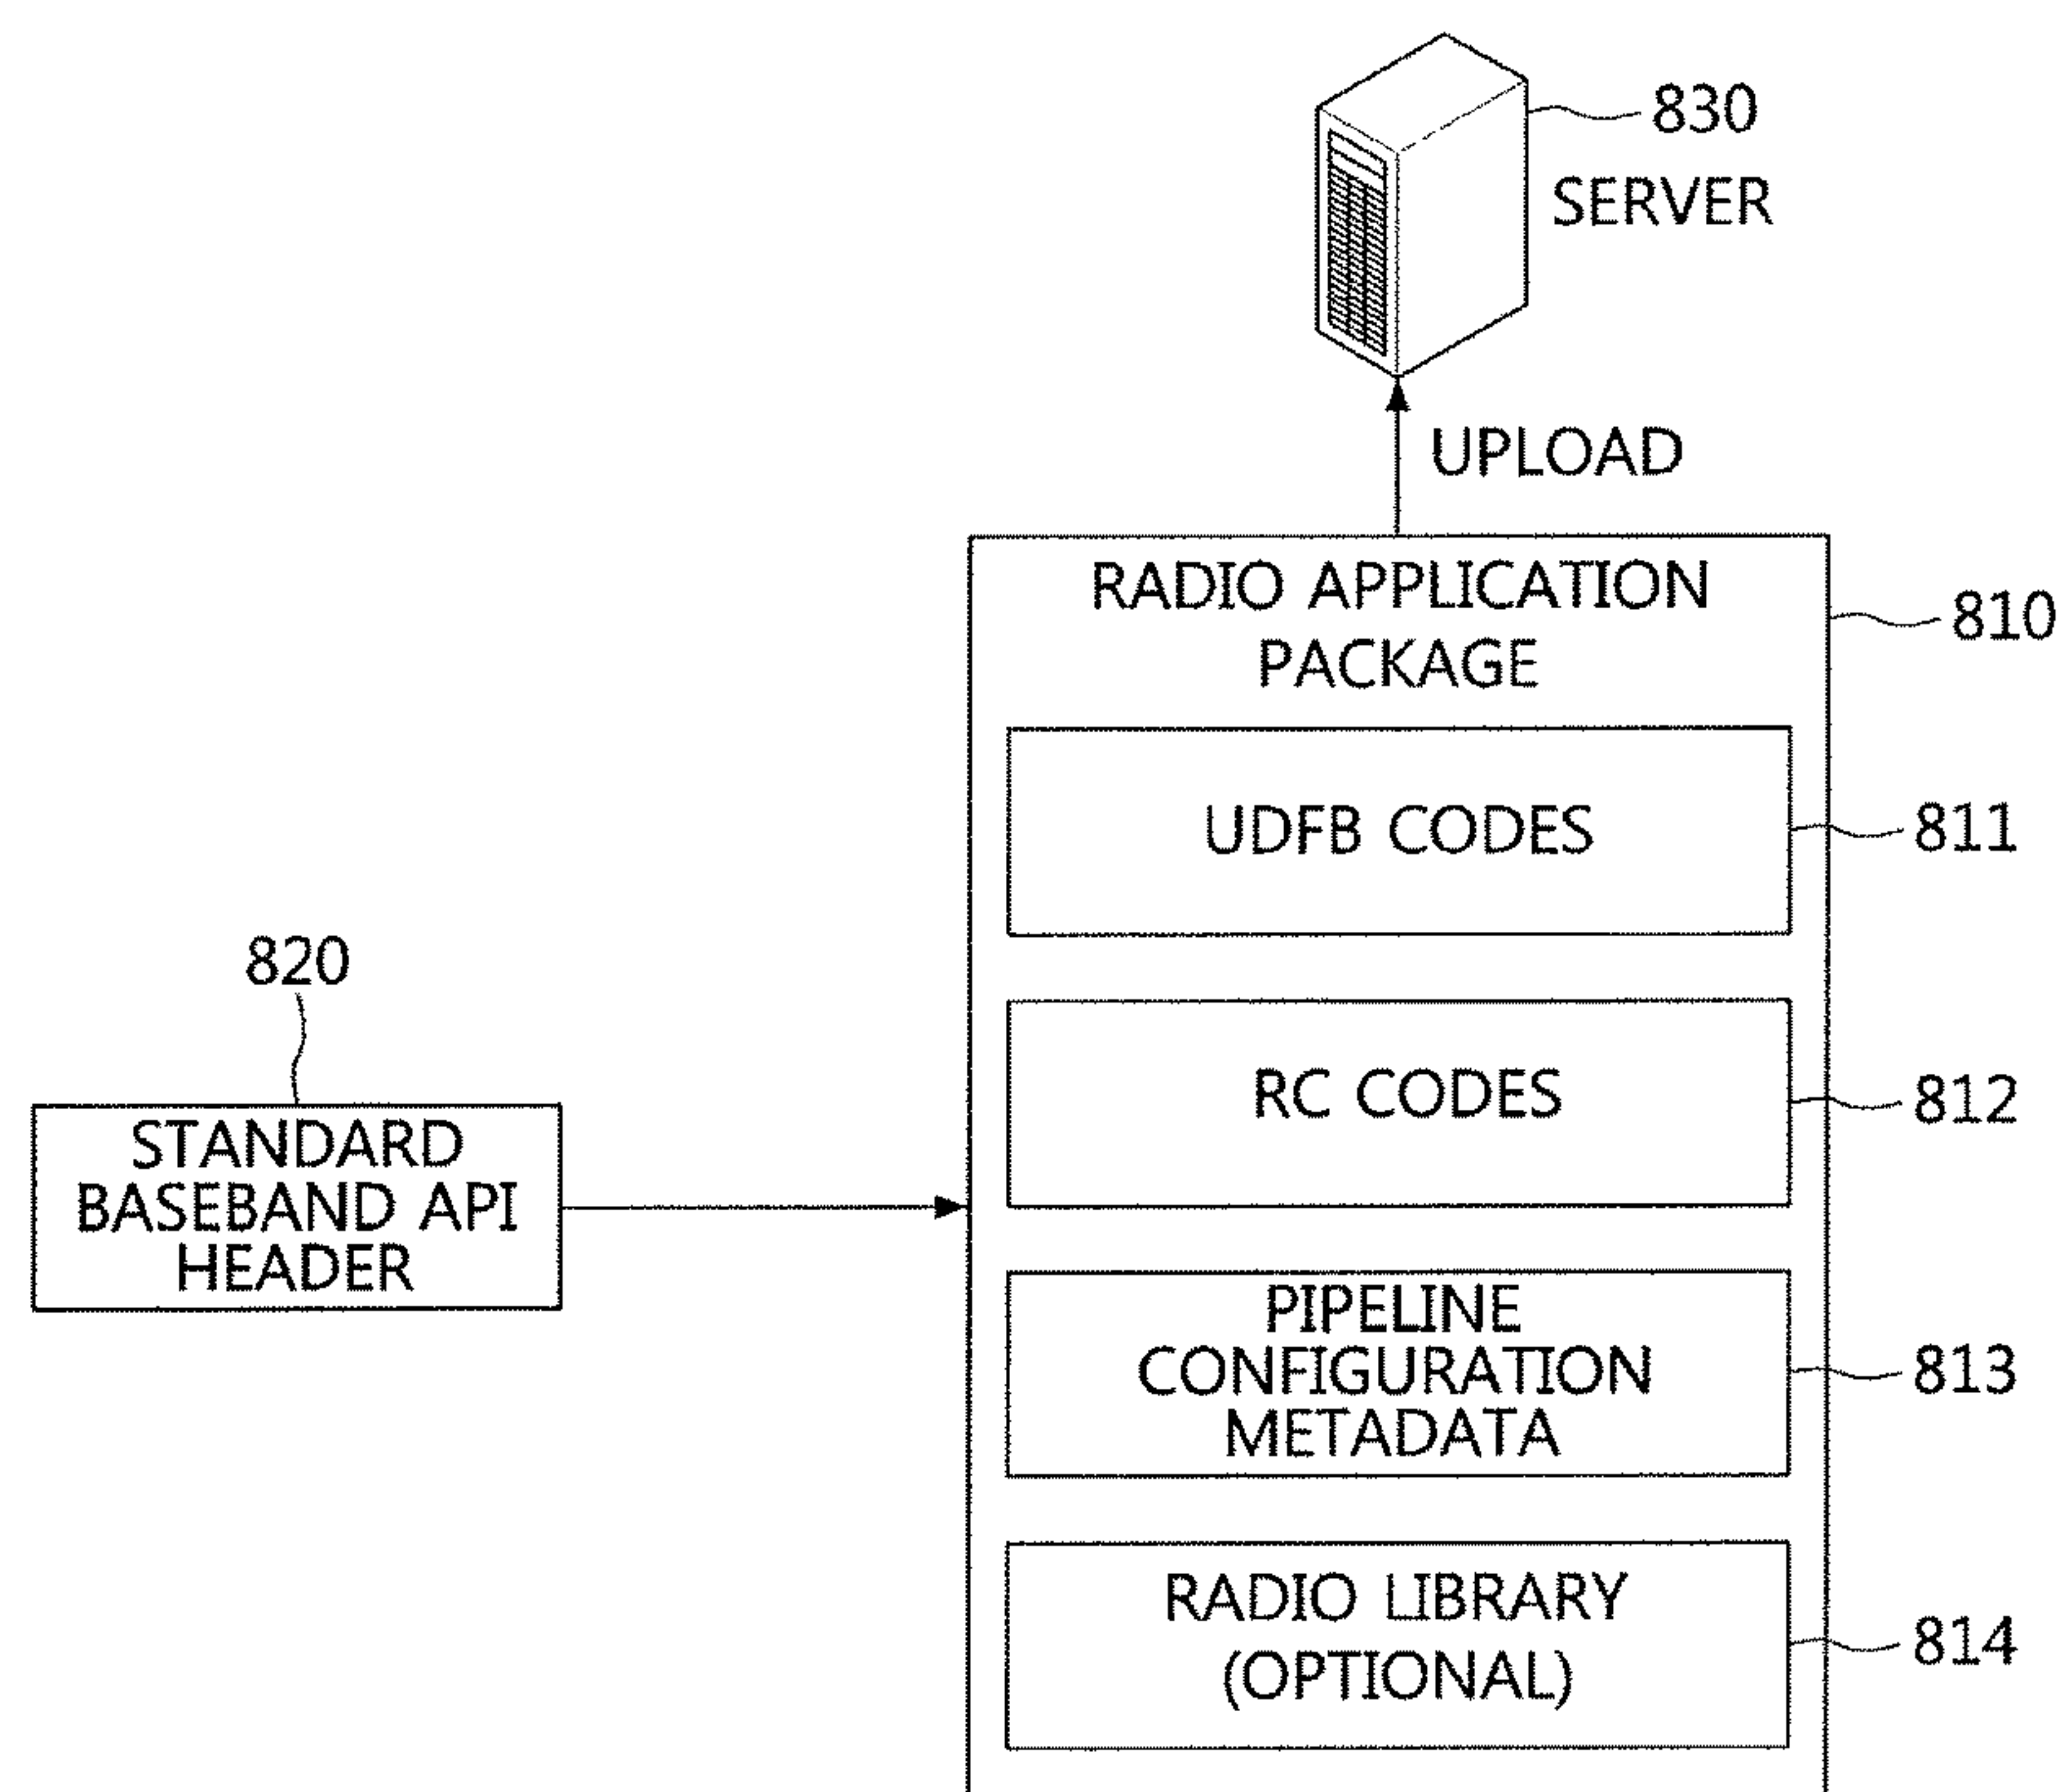 830
SERVER
UPLOAD
RADIO APPLICATION
PACKAGE
810
UDFB CODES
811
820
RC CODES
812
STANDARD
BASEBAND API
HEADER
PIPELINE
CONFIGURATION
METADATA
813
RADIO LIBRARY
(OPTIONAL)
814